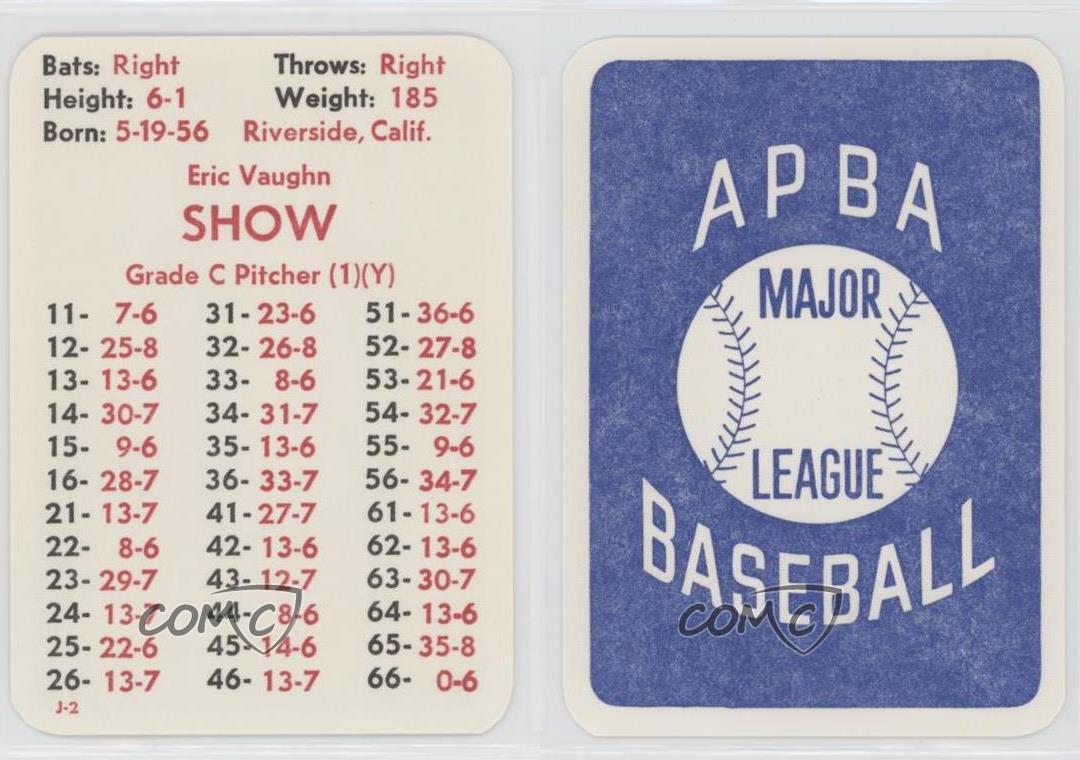 Bats: Right Throws: Right
Height: 6-1 Weight: 185
Born: 5-19-56 Riverside, Calif.
Eric Vaughn
SHOW
Grade C Pitcher (1)(Y)
11- 7-6 31- 23-6 51- 36-6
12- 25-8 32- 26-8 52- 27-8
13- 13-6 33- 8-6 53- 21-6
14- 30-7 34- 31-7 54- 32-7
15- 9-6 35- 13-6 55- 9-6
16- 28-7 36- 33-7 56- 34-7
21- 13-7 41- 27-7 61- 13-6
22- 8-6 42- 13-6 62- 13-6
23- 29-7 43- 12-7 63- 30-7
24- 13-7 44- 8-6 64- 13-6
25- 22-6 45- 14-6 65- 35-8
26- 13-7 46- 13-7 66- 0-6
J-2
COMC
APBA
MAJOR
LEAGUE
BASEBALL
COMC